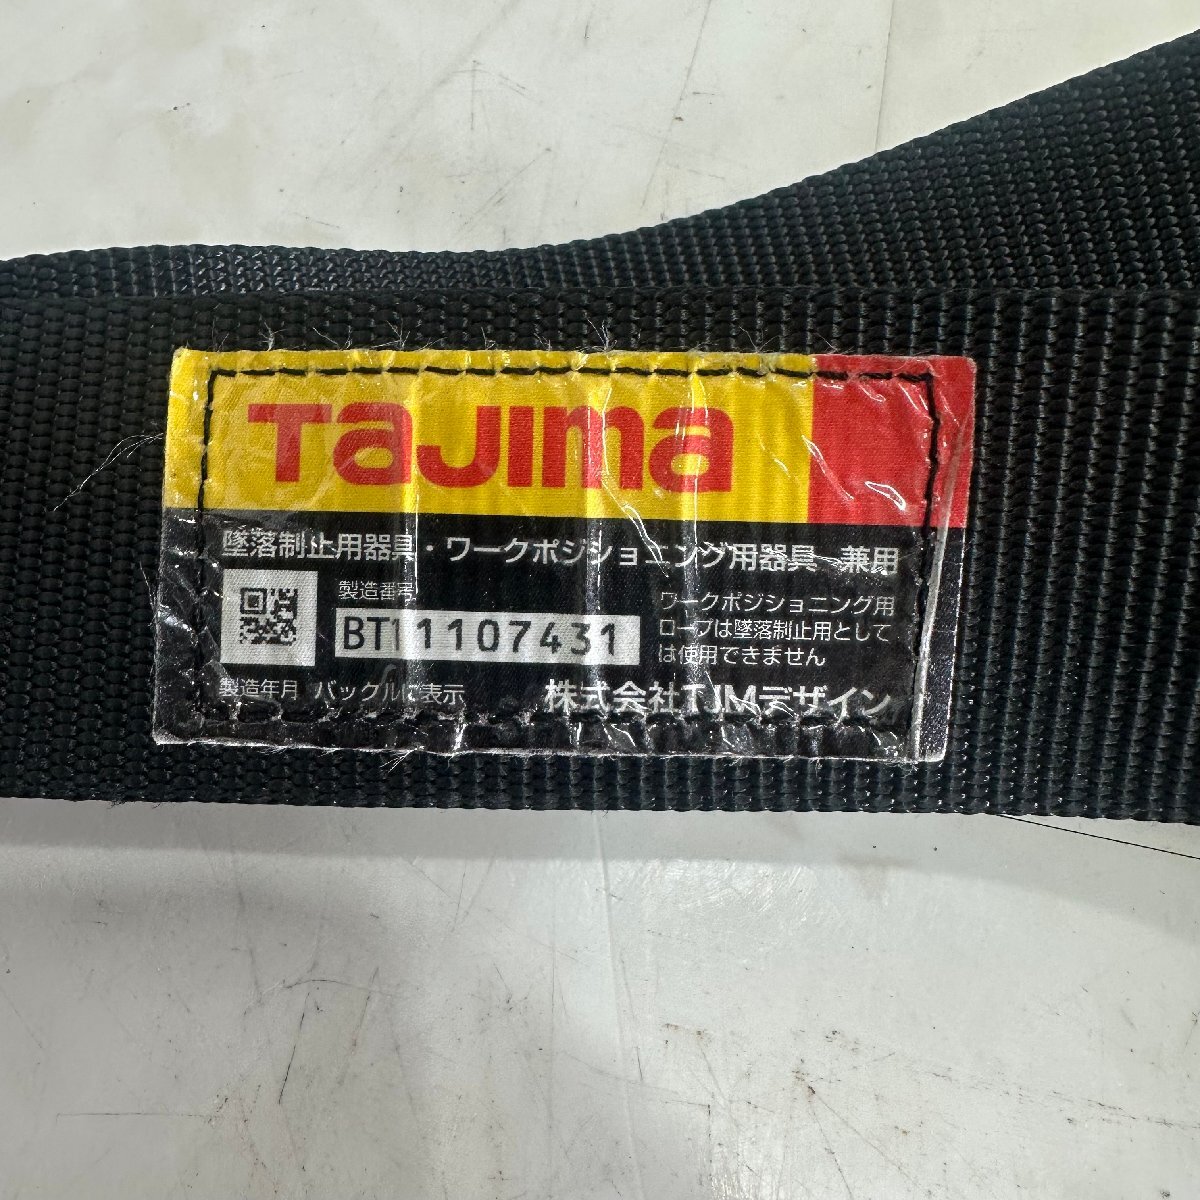 TaJIma
墜落制止用器具・ワークポジショニング用器具 兼用
製造番号
BT11107431
ワークポジショニング用
ロープは墜落制止用として
は使用できません
製造年月 バックルに表示
株式会社TJMデザイン